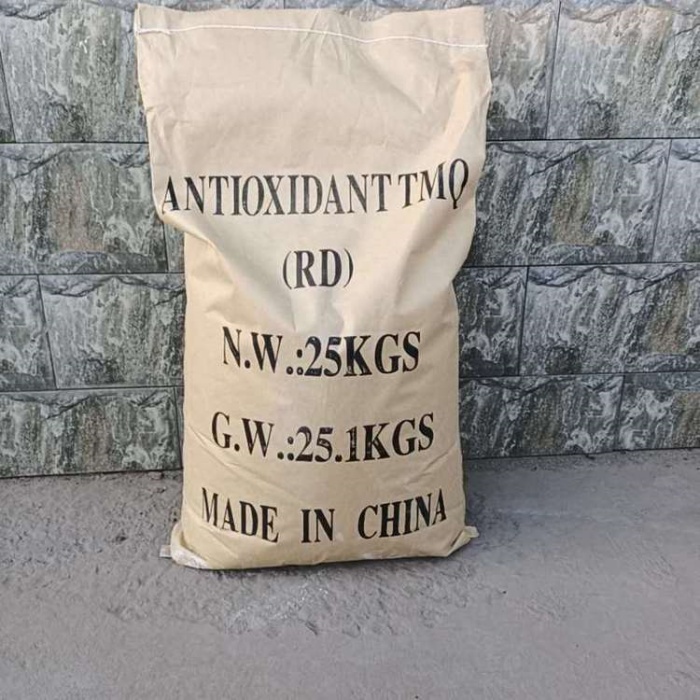 ANTIOXIDANT TMQ
(RD)
N.W.:25KGS
G.W.:25.1KGS
MADE IN CHINA